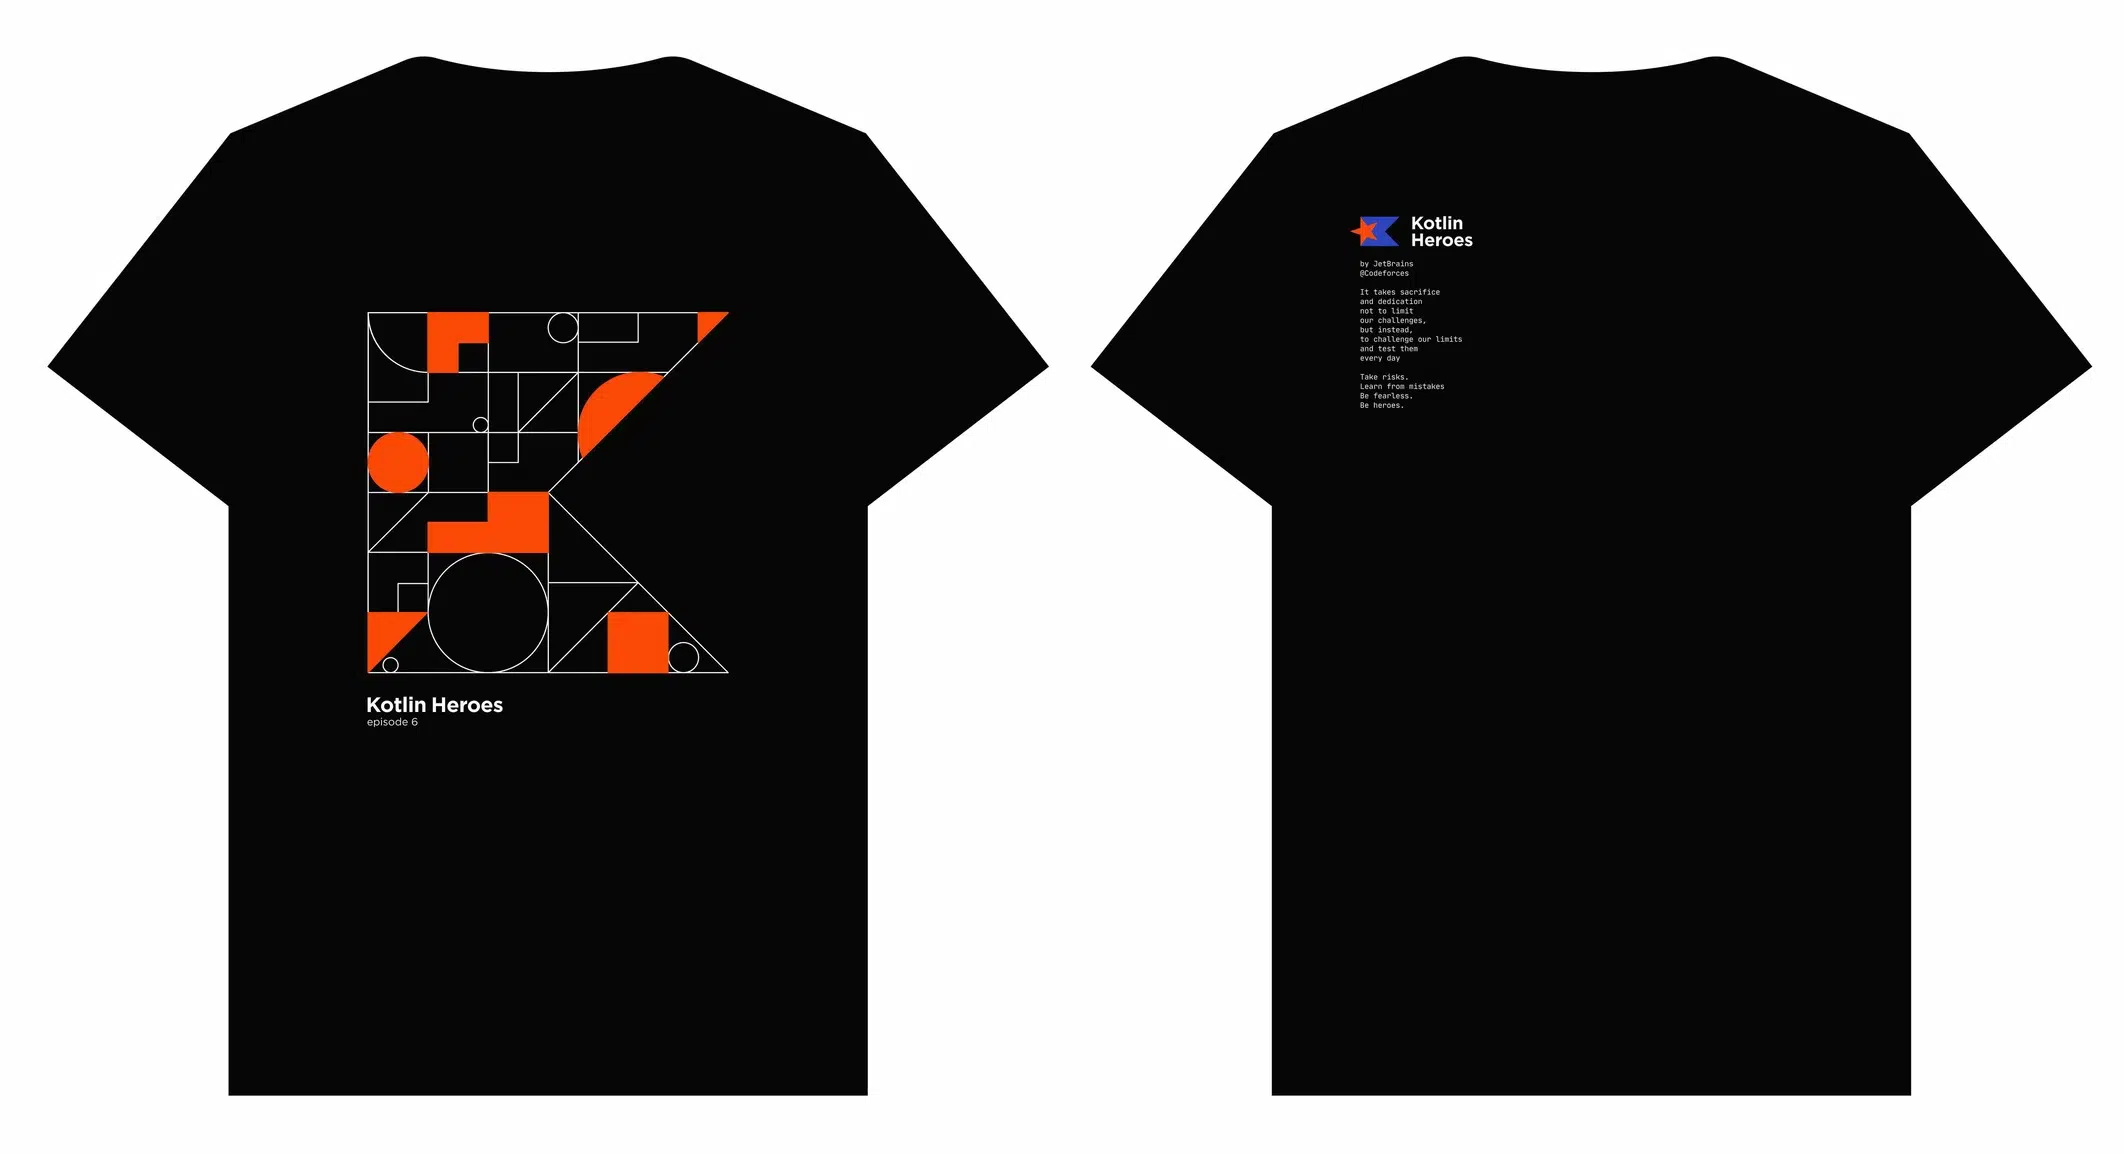 Kotlin Heroes
episode 6
Kotlin
Heroes
by JetBrains
@Codeforces
It takes sacrifice
and dedication
not to limit
our challenges,
but instead,
to challenge our limits
and test them
every day
Take risks.
Learn from mistakes
Be fearless.
Be heroes.